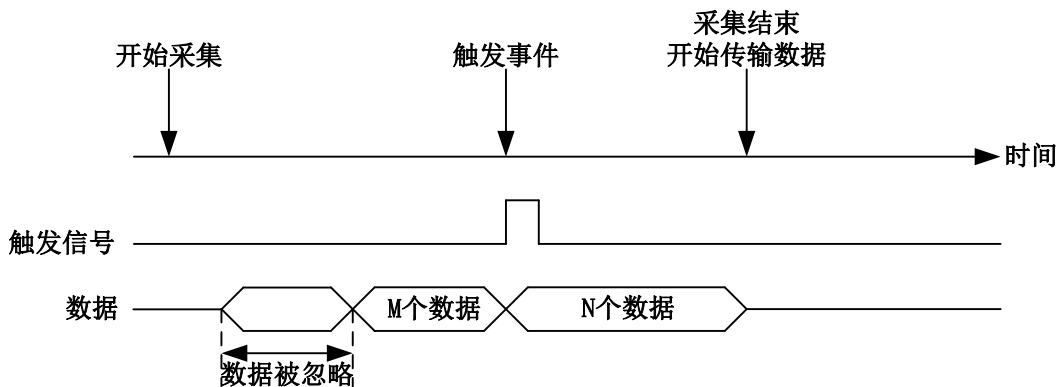 采集结束
开始采集
触发事件
开始传输数据
时间
触发信号
数据
M个数据
N个数据
数据被忽略